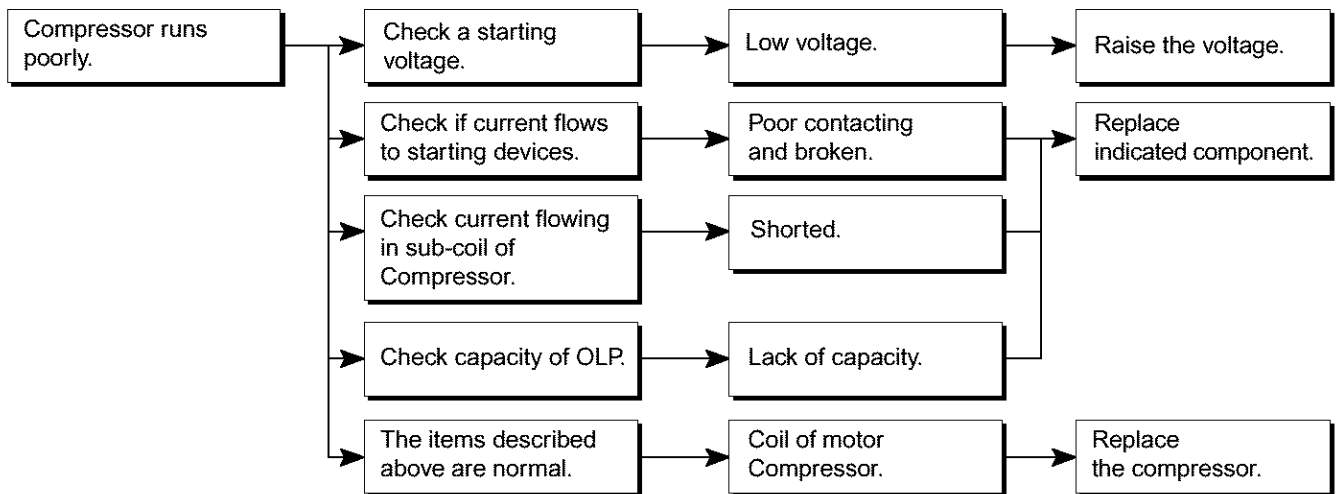 Compressor runs
poorly.
Check a starting
voltage.
Low voltage.
Raise the voltage.
Check if current flows
to starting devices.
Poor contacting
and broken.
Replace
indicated component.
Check current flowing
in sub-coil of
Compressor.
Shorted.
Check capacity of OLP.
Lack of capacity.
The items described
above are normal.
Coil of motor
Compressor.
Replace
the compressor.